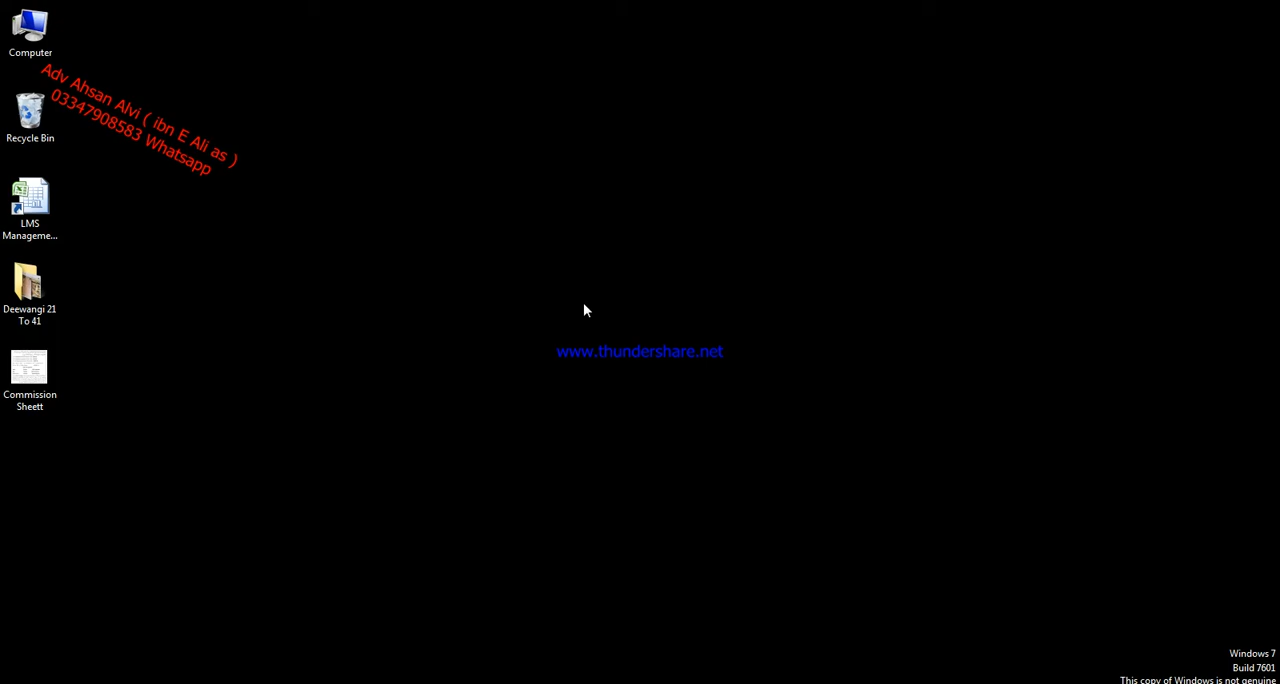 Computer
Adv Ahsan Alvi ( ibn E Ali as )
03347908583 Whatsapp
Recycle Bin
LMS
Manageme...
Deewangi 21
To 41
www.thundershare.net
Commission
Sheett
Windows 7
Build 7601
This copy of Windows is not genuine